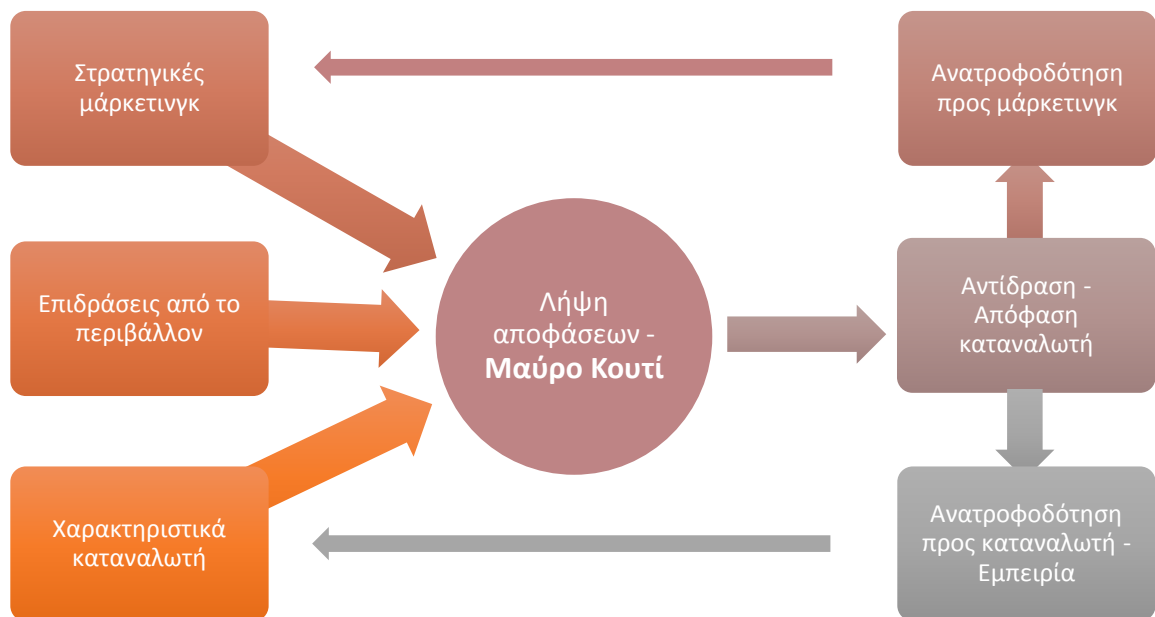 Στρατηγικές
μάρκετινγκ
Ανατροφοδότηση
προς μάρκετινγκ
Επιδράσεις από το
περιβάλλον
Λήψη
αποφάσεων -
Μαύρο Κουτί
Αντίδραση -
Απόφαση
καταναλωτή
Χαρακτηριστικά
καταναλωτή
Ανατροφοδότηση
προς καταναλωτή -
Εμπειρία